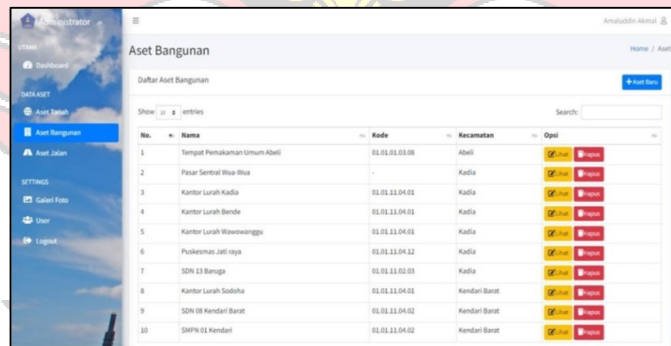 Administrator
Amaluddin Akmal
UTAMA
Dashboard
DATA ASET
Aset Tanah
Aset Bangunan
Aset Jalan
SETTINGS
Galeri Foto
User
Logout
Aset Bangunan
Home / Aset
Daftar Aset Bangunan
+Aset Baru
Show 10 entries
Search:
No. Nama Kode Kecamatan Opsi
1 Tempat Pemakaman Umum Abeli 01.01.01.03.08 Abeli Lihat Hapus
2 Pasar Sentral Wua-Wua - Kadia Lihat Hapus
3 Kantor Lurah Kadia 01.01.11.04.01 Kadia Lihat Hapus
4 Kantor Lurah Bende 01.01.11.04.01 Kadia Lihat Hapus
5 Kantor Lurah Wawowanggu 01.01.11.04.01 Kadia Lihat Hapus
6 Puskesmas Jati raya 01.01.11.04.12 Kadia Lihat Hapus
7 SDN 13 Baruga 01.01.11.02.03 Kadia Lihat Hapus
8 Kantor Lurah Sodoha 01.01.11.04.01 Kendari Barat Lihat Hapus
9 SDN 08 Kendari Barat 01.01.11.04.02 Kendari Barat Lihat Hapus
10 SMPN 01 Kendari 01.01.11.04.02 Kendari Barat Lihat Hapus